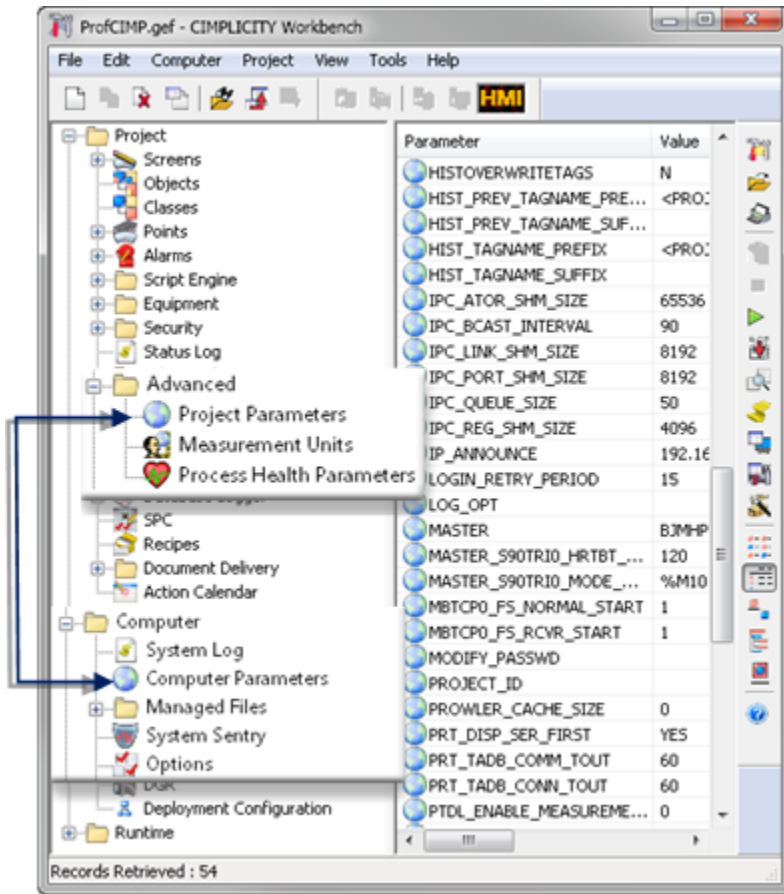 ProfCIMP.gef - CIMPLICITY Workbench
File Edit Computer Project View Tools Help
HMI
Project
Screens
Objects
Classes
Points
Alarms
Script Engine
Equipment
Security
Status Log
Advanced
Project Parameters
Measurement Units
Process Health Parameters
SPC
Recipes
Document Delivery
Action Calendar
Computer
System Log
Computer Parameters
Managed Files
System Sentry
Options
DGR
Deployment Configuration
Runtime
Parameter Value
HISTOVERWRITETAGS N
HIST_PREV_TAGNAME_PRE... <PROJ
HIST_PREV_TAGNAME_SUF...
HIST_TAGNAME_PREFIX <PROJ
HIST_TAGNAME_SUFFIX
IPC_ATOR_SHM_SIZE 65536
IPC_BCAST_INTERVAL 90
IPC_LINK_SHM_SIZE 8192
IPC_PORT_SHM_SIZE 8192
IPC_QUEUE_SIZE 50
IPC_REG_SHM_SIZE 4096
IP_ANNOUNCE 192.16
LOGIN_RETRY_PERIOD 15
LOG_OPT
MASTER BJMHP
MASTER_S90TRI0_HRTBT_... 120
MASTER_S90TRI0_MODE_... %M10
MBTCP0_FS_NORMAL_START 1
MBTCP0_FS_RCVR_START 1
MODIFY_PASSWD
PROJECT_ID
PROWLER_CACHE_SIZE 0
PRT_DISP_SER_FIRST YES
PRT_TADB_COMM_TOUT 60
PRT_TADB_CONN_TOUT 60
PTDL_ENABLE_MEASUREME... 0
Records Retrieved : 54